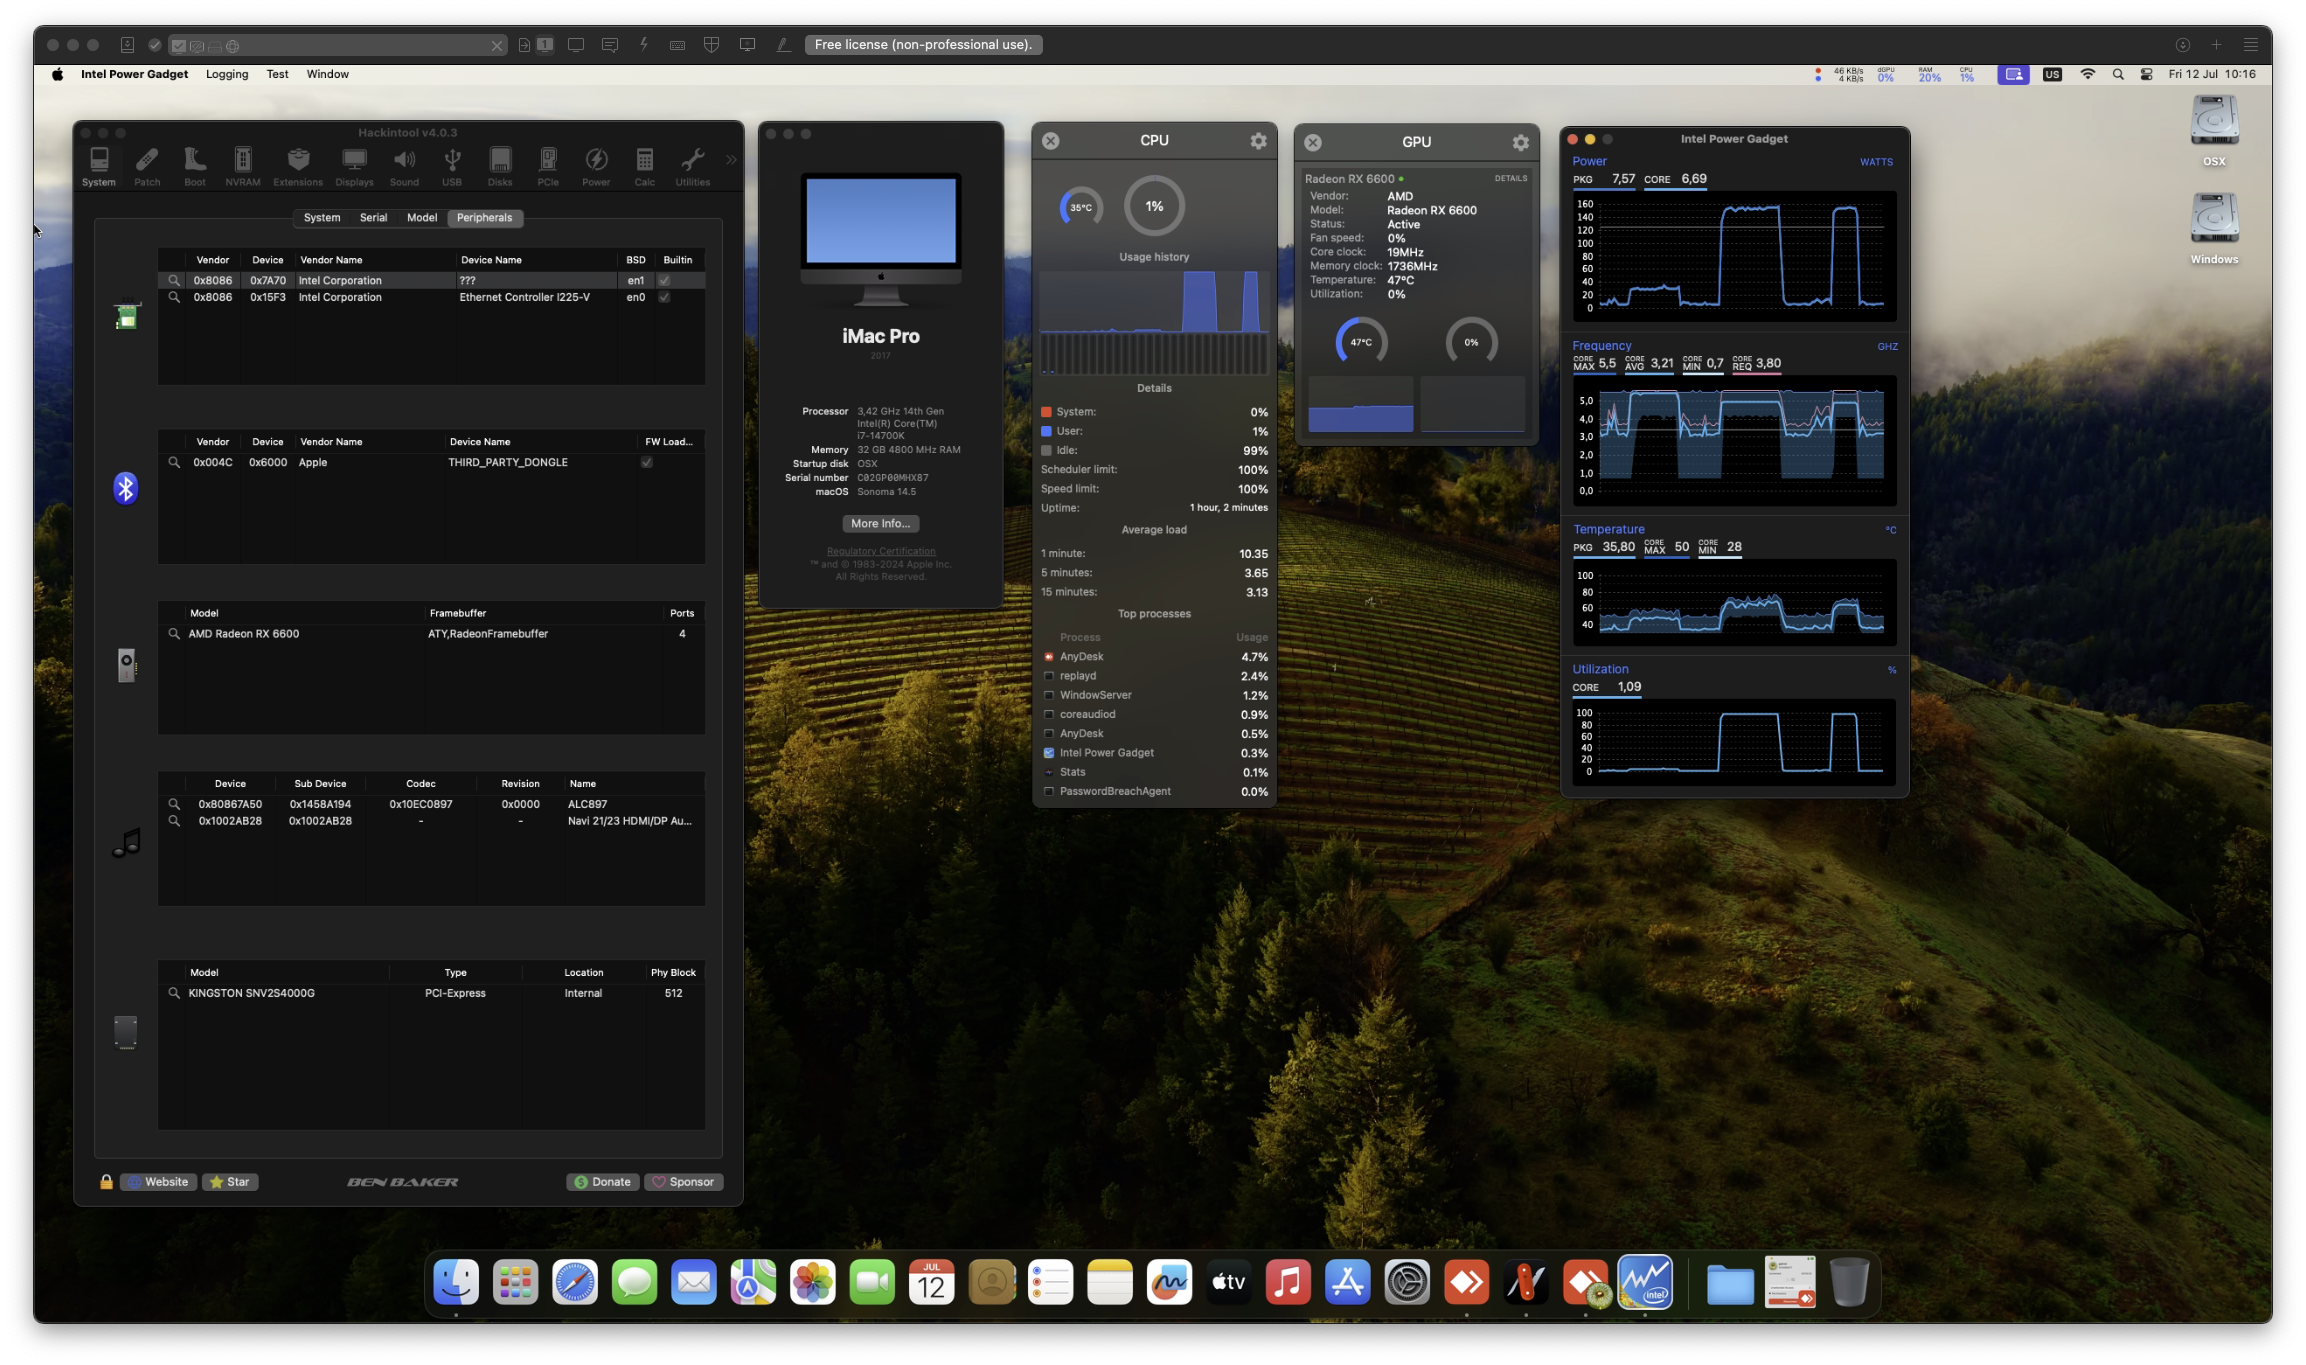 1
Free license (non-professional use).
Intel Power Gadget Logging Test Window
46 KB/s
4 KB/s
dGPU
0%
RAM
20%
CPU
1%
US
Fri 12 Jul 10:16
OSX
Windows
Hackintool v4.0.3
System Patch Boot NVRAM Extensions Displays Sound USB Disks PCIe Power Calc Utilities
System Serial Model Peripherals
Vendor Device Vendor Name Device Name BSD Builtin
0x8086 0x7A70 Intel Corporation ??? en1
0x8086 0x15F3 Intel Corporation Ethernet Controller I225-V en0
Vendor Device Vendor Name Device Name FW Load...
0x004C 0x6000 Apple THIRD_PARTY_DONGLE
Model Framebuffer Ports
AMD Radeon RX 6600 ATY,RadeonFramebuffer 4
Device Sub Device Codec Revision Name
0x80867A50 0x1458A194 0x10EC0897 0x0000 ALC897
0x1002AB28 0x1002AB28 - - Navi 21/23 HDMI/DP Au...
Model Type Location Phy Block
KINGSTON SNV2S4000G PCI-Express Internal 512
Website Star BEN BAKER Donate Sponsor
iMac Pro
2017
Processor 3,42 GHz 14th Gen
Intel(R) Core(TM)
i7-14700K
Memory 32 GB 4800 MHz RAM
Startup disk OSX
Serial number C02GP00MHX87
macOS Sonoma 14.5
More Info...
Regulatory Certification
™ and © 1983-2024 Apple Inc.
All Rights Reserved.
CPU
35°C 1%
Usage history
Details
System: 0%
User: 1%
Idle: 99%
Scheduler limit: 100%
Speed limit: 100%
Uptime: 1 hour, 2 minutes
Average load
1 minute: 10.35
5 minutes: 3.65
15 minutes: 3.13
Top processes
Process Usage
AnyDesk 4.7%
replayd 2.4%
WindowServer 1.2%
coreaudiod 0.9%
AnyDesk 0.5%
Intel Power Gadget 0.3%
Stats 0.1%
PasswordBreachAgent 0.0%
GPU
Radeon RX 6600 DETAILS
Vendor: AMD
Model: Radeon RX 6600
Status: Active
Fan speed: 0%
Core clock: 19MHz
Memory clock: 1736MHz
Temperature: 47°C
Utilization: 0%
47°C 0%
Intel Power Gadget
Power WATTS
PKG 7,57 CORE 6,69
160
140
120
100
80
60
40
20
0
Frequency GHZ
CORE MAX 5,5 CORE AVG 3,21 CORE MIN 0,7 CORE REQ 3,80
5,0
4,0
3,0
2,0
1,0
0,0
Temperature °C
PKG 35,80 CORE MAX 50 CORE MIN 28
100
80
60
40
Utilization %
CORE 1,09
100
80
60
40
20
0
JUL
12
tv
intel